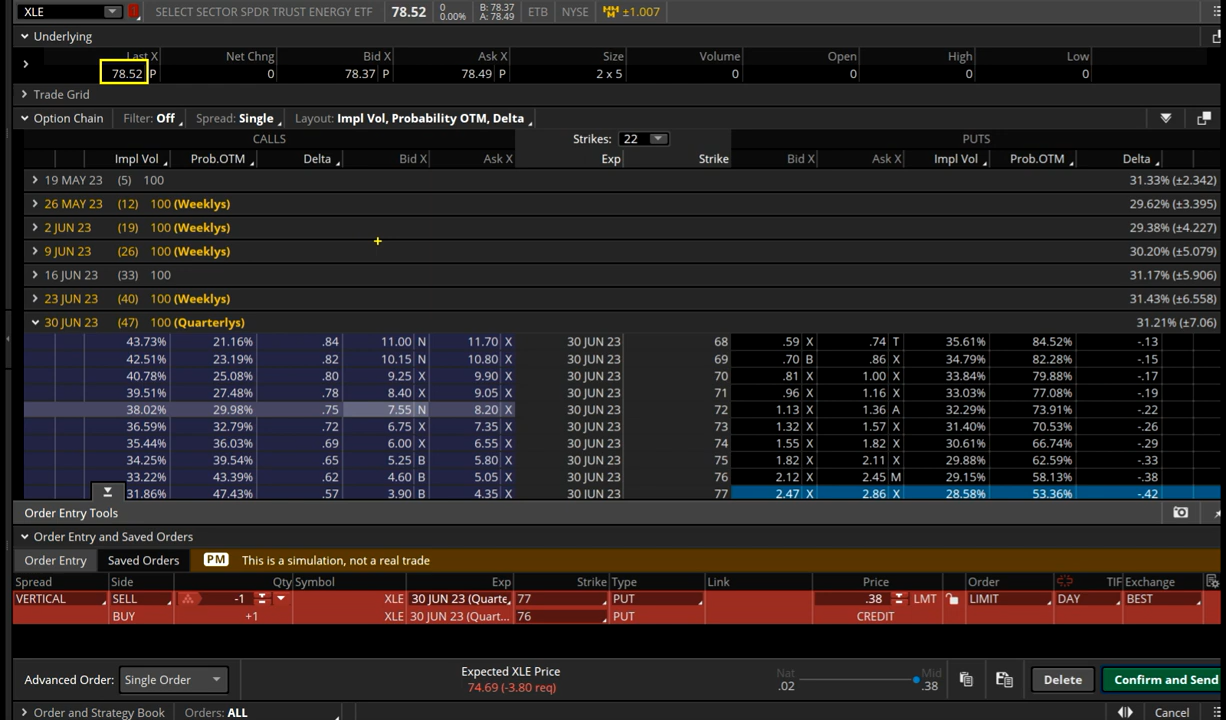 XLE SELECT SECTOR SPDR TRUST ENERGY ETF 78.52 0 0.00% B: 78.37 A: 78.49 ETB NYSE ±1.007
Underlying
Last X Net Chng Bid X Ask X Size Volume Open High Low
78.52 P 0 78.37 P 78.49 P 2 x 5 0 0 0 0
Trade Grid
Option Chain Filter: Off Spread: Single Layout: Impl Vol, Probability OTM, Delta
CALLS Strikes: 22 PUTS
Impl Vol Prob.OTM Delta Bid X Ask X Exp Strike Bid X Ask X Impl Vol Prob.OTM Delta
19 MAY 23 (5) 100 31.33% (±2.342)
26 MAY 23 (12) 100 (Weeklys) 29.62% (±3.395)
2 JUN 23 (19) 100 (Weeklys) 29.38% (±4.227)
9 JUN 23 (26) 100 (Weeklys) 30.20% (±5.079)
16 JUN 23 (33) 100 31.17% (±5.906)
23 JUN 23 (40) 100 (Weeklys) 31.43% (±6.558)
30 JUN 23 (47) 100 (Quarterlys) 31.21% (±7.06)
43.73% 21.16% .84 11.00 N 11.70 X 30 JUN 23 68 .59 X .74 T 35.61% 84.52% -.13
42.51% 23.19% .82 10.15 N 10.80 X 30 JUN 23 69 .70 B .86 X 34.79% 82.28% -.15
40.78% 25.08% .80 9.25 X 9.90 X 30 JUN 23 70 .81 X 1.00 X 33.84% 79.88% -.17
39.51% 27.48% .78 8.40 X 9.05 X 30 JUN 23 71 .96 X 1.16 X 33.03% 77.08% -.19
38.02% 29.98% .75 7.55 N 8.20 X 30 JUN 23 72 1.13 X 1.36 A 32.29% 73.91% -.22
36.59% 32.79% .72 6.75 X 7.35 X 30 JUN 23 73 1.32 X 1.57 X 31.40% 70.53% -.26
35.44% 36.03% .69 6.00 X 6.55 X 30 JUN 23 74 1.55 X 1.82 X 30.61% 66.74% -.29
34.25% 39.54% .65 5.25 B 5.80 X 30 JUN 23 75 1.82 X 2.11 X 29.88% 62.59% -.33
33.22% 43.39% .62 4.60 B 5.05 X 30 JUN 23 76 2.12 X 2.45 M 29.15% 58.13% -.38
31.86% 47.43% .57 3.90 B 4.35 X 30 JUN 23 77 2.47 X 2.86 X 28.58% 53.36% -.42
Order Entry Tools
Order Entry and Saved Orders
Order Entry Saved Orders PM This is a simulation, not a real trade
Spread Side Qty Symbol Exp Strike Type Link Price Order TIF Exchange
VERTICAL SELL -1 XLE 30 JUN 23 (Quarte 77 PUT .38 LMT LIMIT DAY BEST
BUY +1 XLE 30 JUN 23 (Quart... 76 PUT CREDIT
Advanced Order: Single Order Expected XLE Price 74.69 (-3.80 req) Nat .02 Mid .38 Delete Confirm and Send
Order and Strategy Book Orders: ALL Cancel